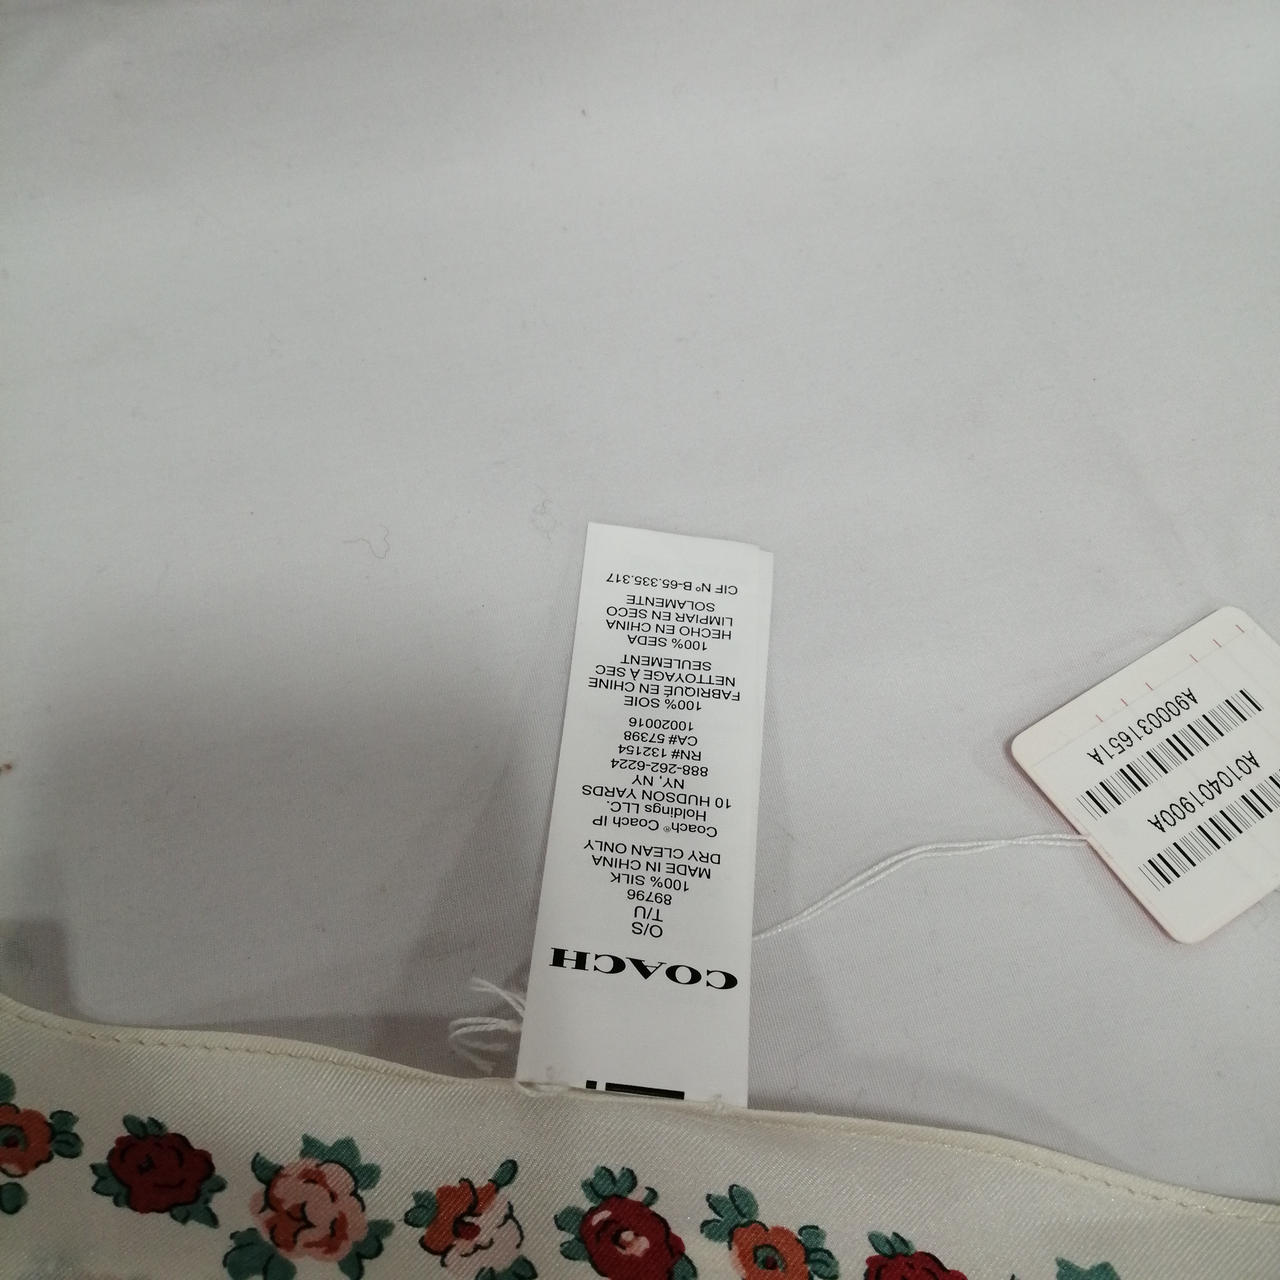 COACH
O/S
T/U
89796
100% SILK
MADE IN CHINA
DRY CLEAN ONLY
Coach® Coach IP
Holdings LLC.
10 HUDSON YARDS
NY, NY
888-262-6224
RN# 132154
CA# 57398
10020016
100% SOIE
FABRIQUÉ EN CHINE
NETTOYAGE À SEC
SEULEMENT
100% SEDA
HECHO EN CHINA
LIMPIAR EN SECO
SOLAMENTE
CIF Nº B-65.335.317
A010401900A
A900031651A